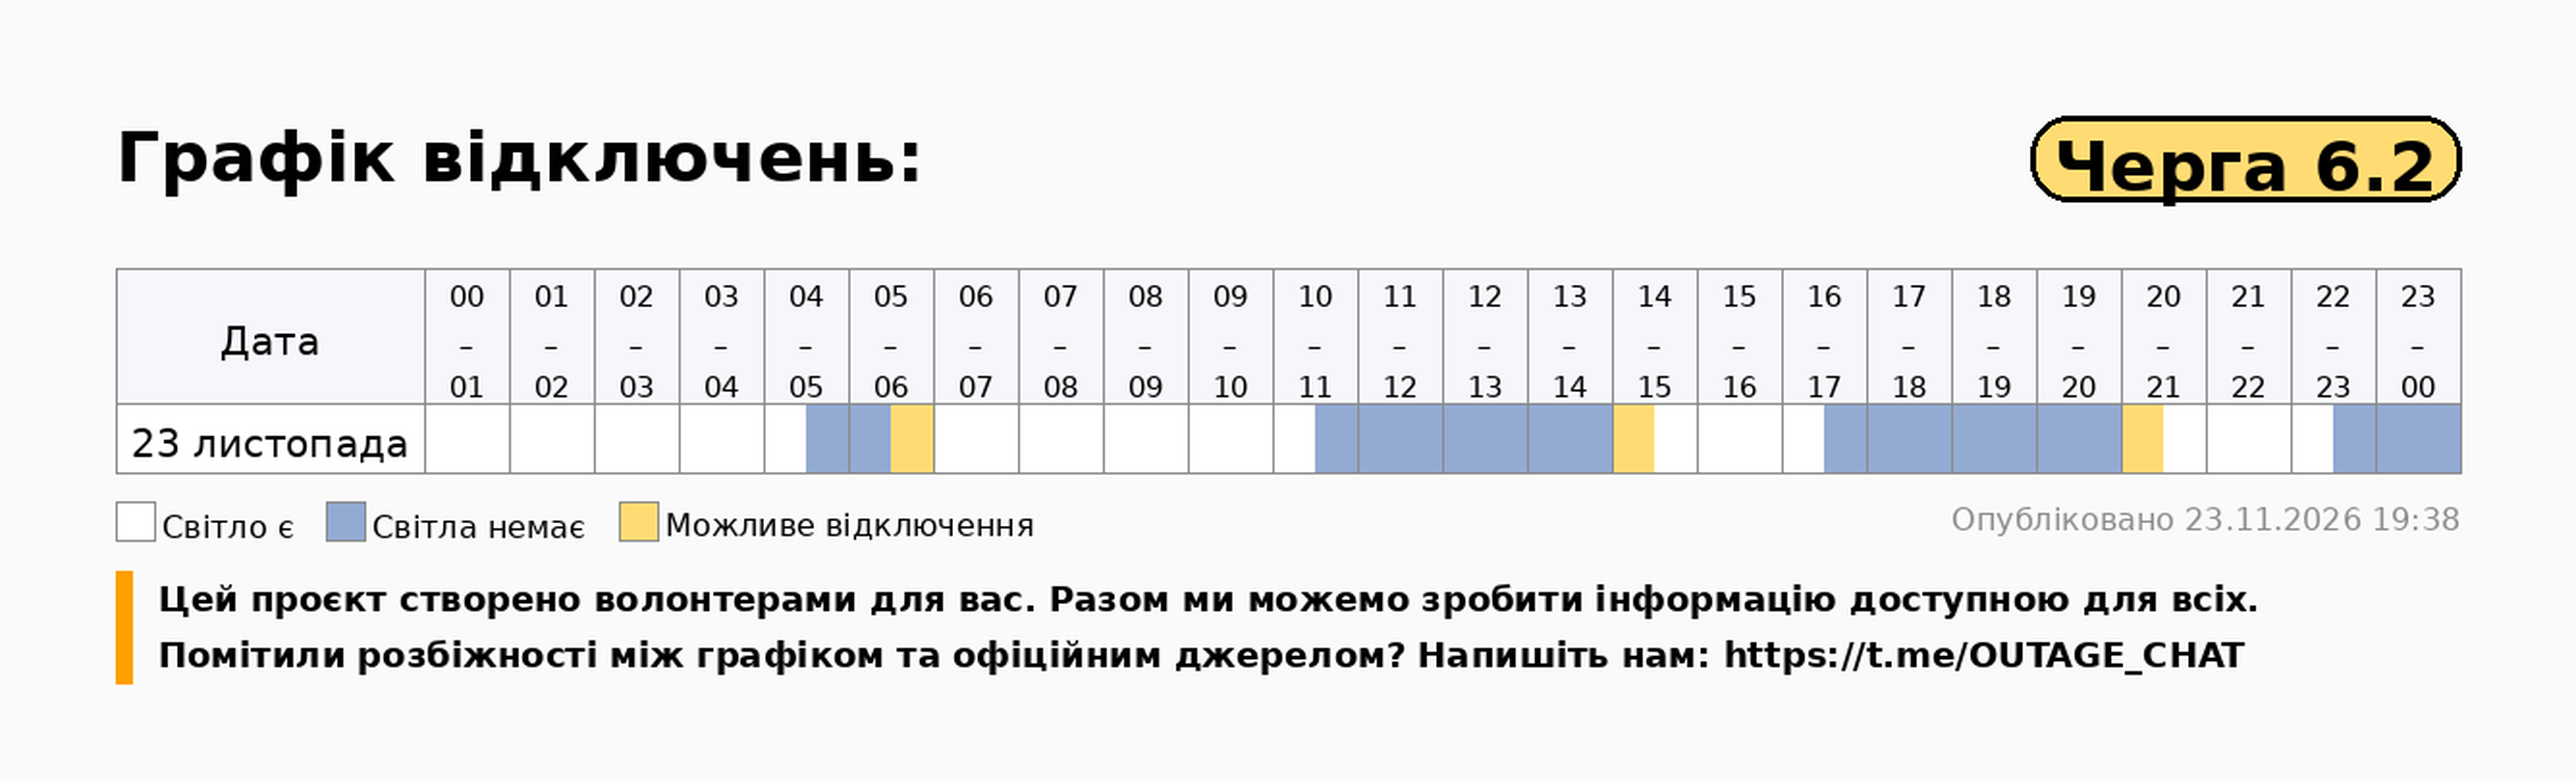 Графік відключень:
Черга 6.2
Дата
00 – 01
01 – 02
02 – 03
03 – 04
04 – 05
05 – 06
06 – 07
07 – 08
08 – 09
09 – 10
10 – 11
11 – 12
12 – 13
13 – 14
14 – 15
15 – 16
16 – 17
17 – 18
18 – 19
19 – 20
20 – 21
21 – 22
22 – 23
23 – 00
23 листопада
Світло є
Світла немає
Можливе відключення
Опубліковано 23.11.2026 19:38
Цей проєкт створено волонтерами для вас. Разом ми можемо зробити інформацію доступною для всіх.
Помітили розбіжності між графіком та офіційним джерелом? Напишіть нам: https://t.me/OUTAGE_CHAT